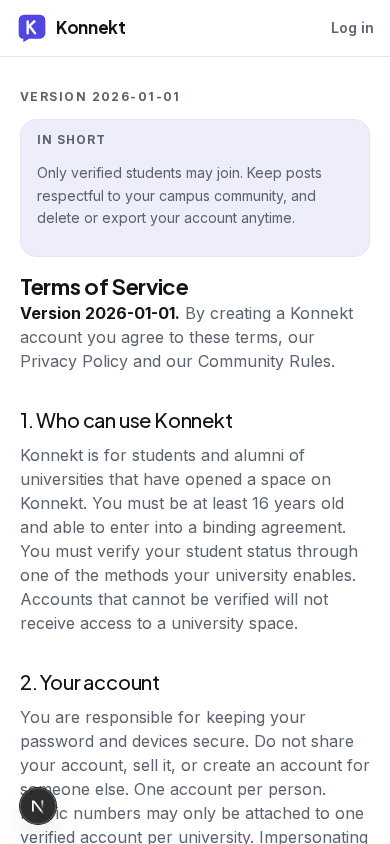 Konnekt
Log in
VERSION 2026-01-01
IN SHORT
Only verified students may join. Keep posts
respectful to your campus community, and
delete or export your account anytime.
Terms of Service
Version 2026-01-01. By creating a Konnekt
account you agree to these terms, our
Privacy Policy and our Community Rules.
1. Who can use Konnekt
Konnekt is for students and alumni of
universities that have opened a space on
Konnekt. You must be at least 16 years old
and able to enter into a binding agreement.
You must verify your student status through
one of the methods your university enables.
Accounts that cannot be verified will not
receive access to a university space.
2. Your account
You are responsible for keeping your
password and devices secure. Do not share
your account, sell it, or create an account for
someone else. One account per person.
numbers may only be attached to one
verified account per university. Impersonating